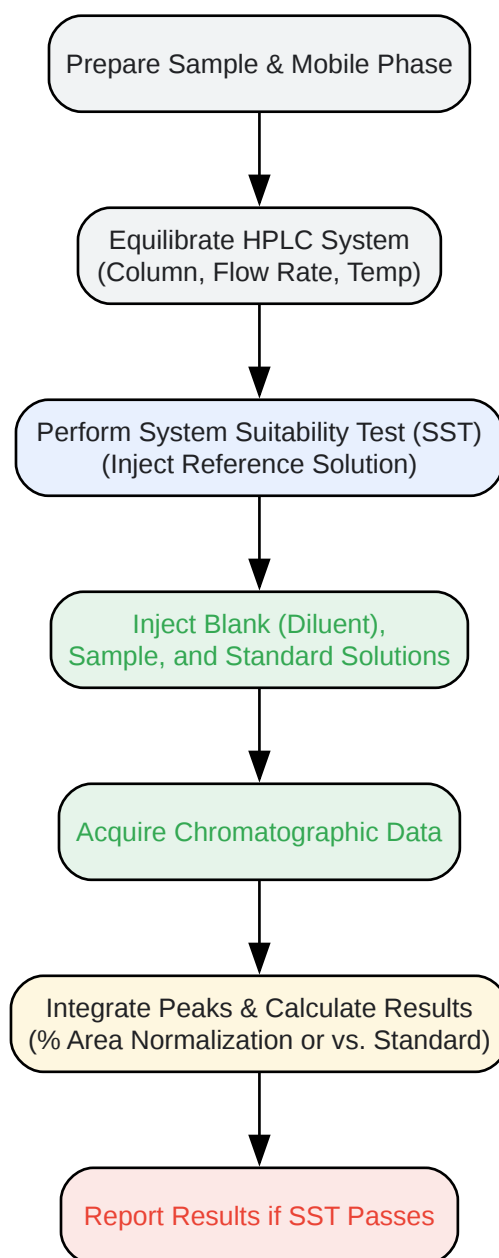 Prepare Sample & Mobile Phase
Equilibrate HPLC System
(Column, Flow Rate, Temp)
Perform System Suitability Test (SST)
(Inject Reference Solution)
Inject Blank (Diluent),
Sample, and Standard Solutions
Acquire Chromatographic Data
Integrate Peaks & Calculate Results
(% Area Normalization or vs. Standard)
Report Results if SST Passes